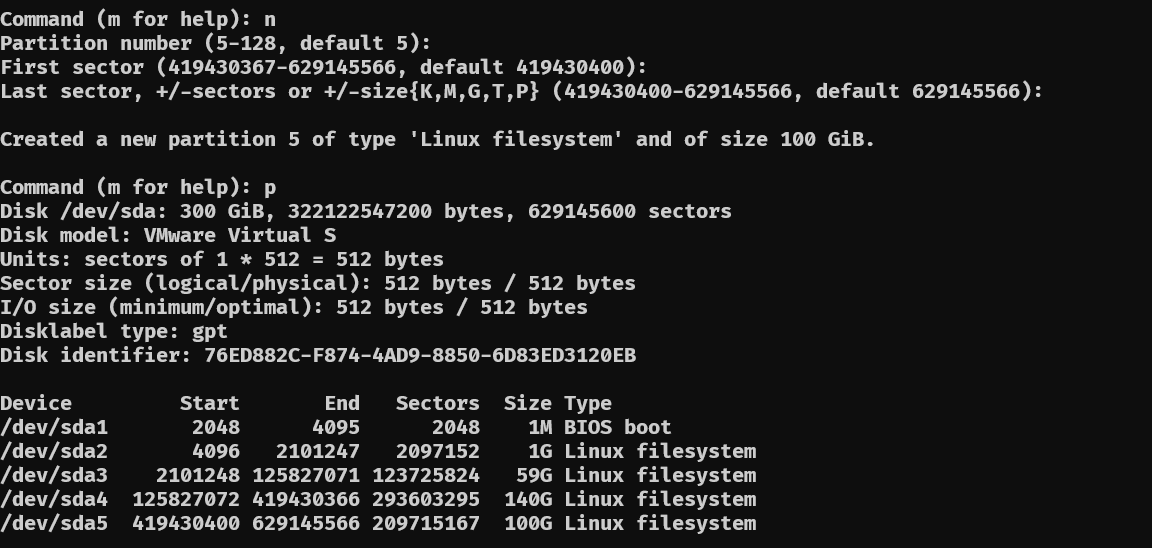 Command (m for help): n
Partition number (5-128, default 5):
First sector (419430367-629145566, default 419430400):
Last sector, +/-sectors or +/-size{K,M,G,T,P} (419430400-629145566, default 629145566):
Created a new partition 5 of type 'Linux filesystem' and of size 100 GiB.
Command (m for help): p
Disk /dev/sda: 300 GiB, 322122547200 bytes, 629145600 sectors
Disk model: VMware Virtual S
Units: sectors of 1 * 512 = 512 bytes
Sector size (logical/physical): 512 bytes / 512 bytes
I/O size (minimum/optimal): 512 bytes / 512 bytes
Disklabel type: gpt
Disk identifier: 76ED882C-F874-4AD9-8850-6D83ED3120EB
Device         Start       End   Sectors  Size Type
/dev/sda1       2048      4095      2048    1M BIOS boot
/dev/sda2       4096   2101247   2097152    1G Linux filesystem
/dev/sda3    2101248 125827071 123725824   59G Linux filesystem
/dev/sda4  125827072 419430366 293603295  140G Linux filesystem
/dev/sda5  419430400 629145566 209715167  100G Linux filesystem